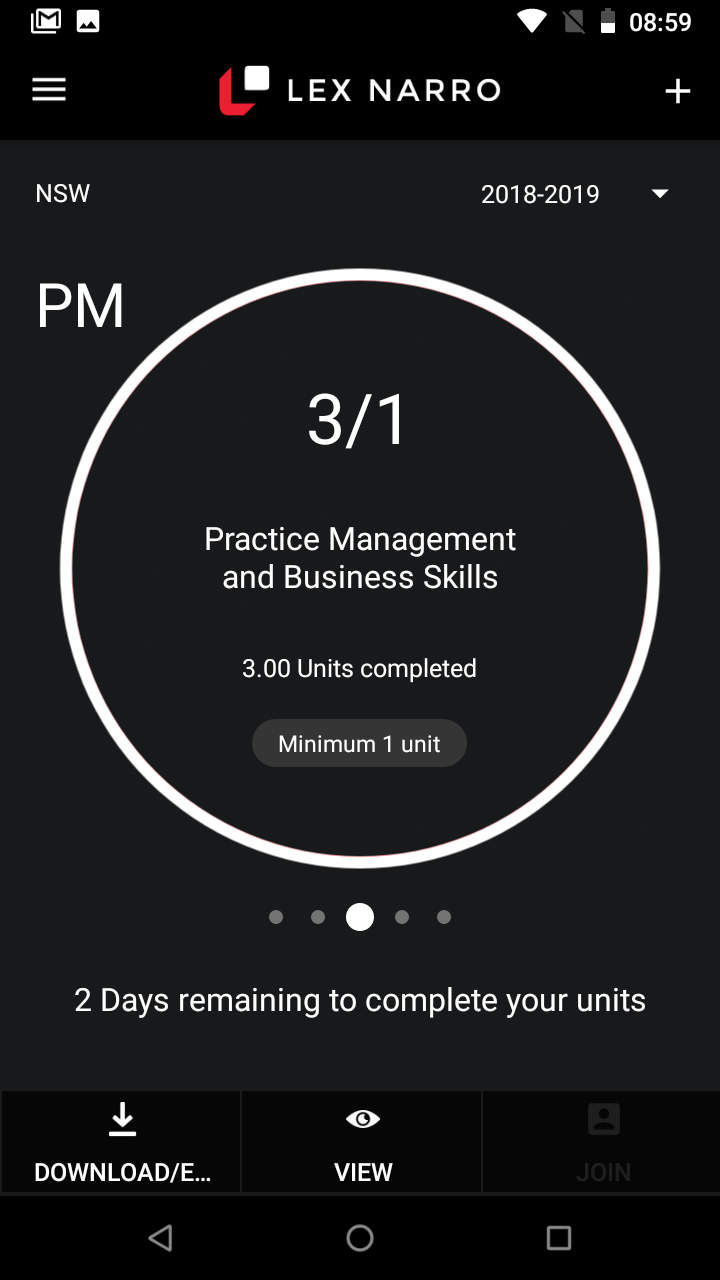 08:59
LEX NARRO
NSW
2018-2019
PM
3/1
Practice Management
and Business Skills
3.00 Units completed
Minimum 1 unit
2 Days remaining to complete your units
DOWNLOAD/E...
VIEW
JOIN